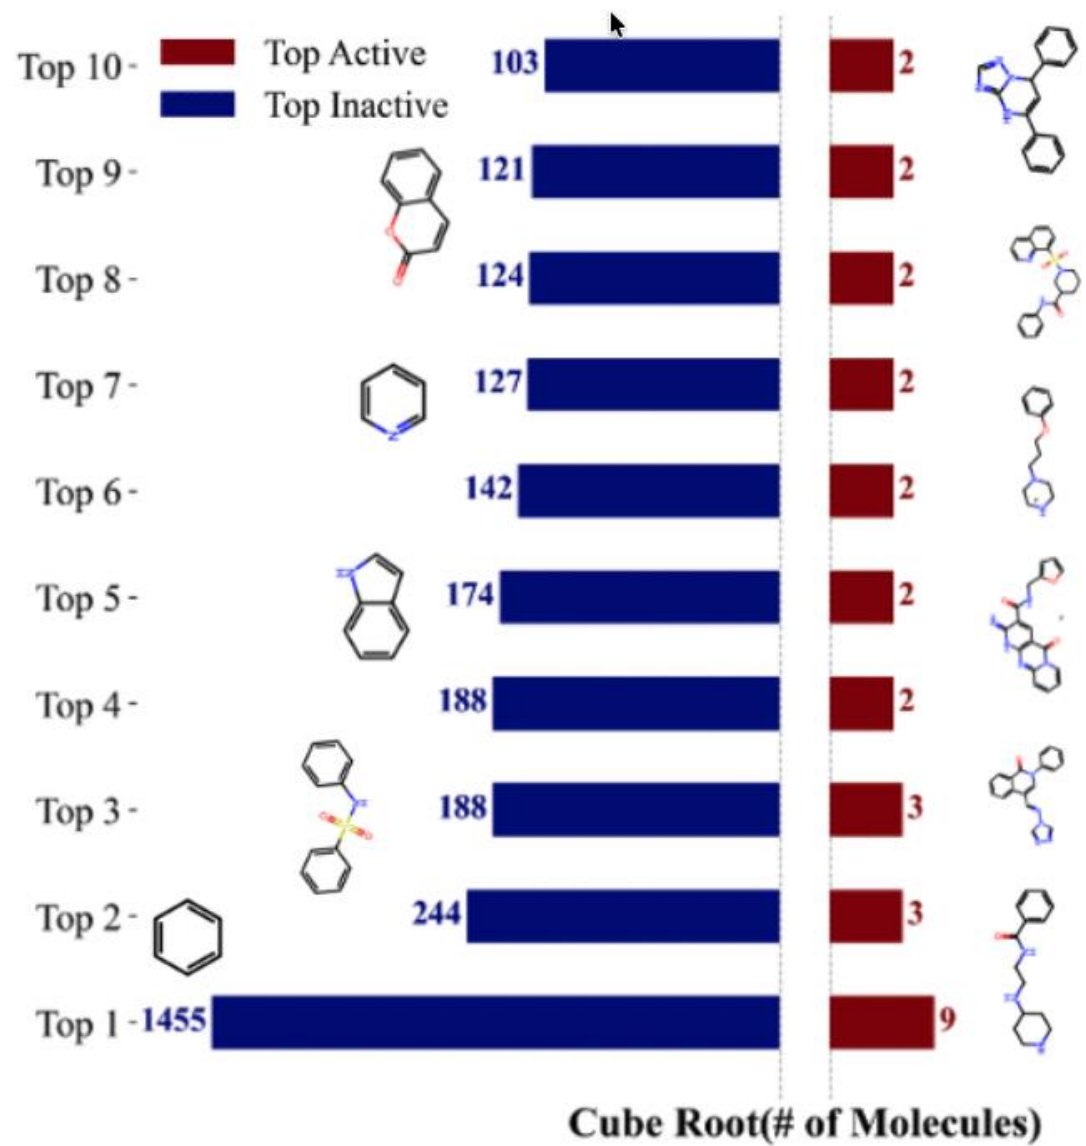 Top Active
Top Inactive
Top 10 - 103 2
Top 9 - 121 2
Top 8 - 124 2
Top 7 - 127 2
Top 6 - 142 2
Top 5 - 174 2
Top 4 - 188 2
Top 3 - 188 3
Top 2 - 244 3
Top 1 - 1455 9
Cube Root(# of Molecules)